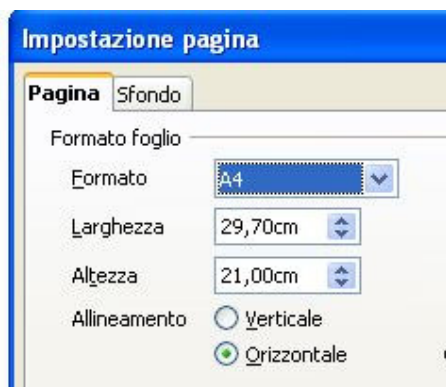 Impostazione pagina
Pagina Sfondo
Formato foglio
Formato A4
Larghezza 29,70cm
Altezza 21,00cm
Allineamento Verticale
Orizzontale